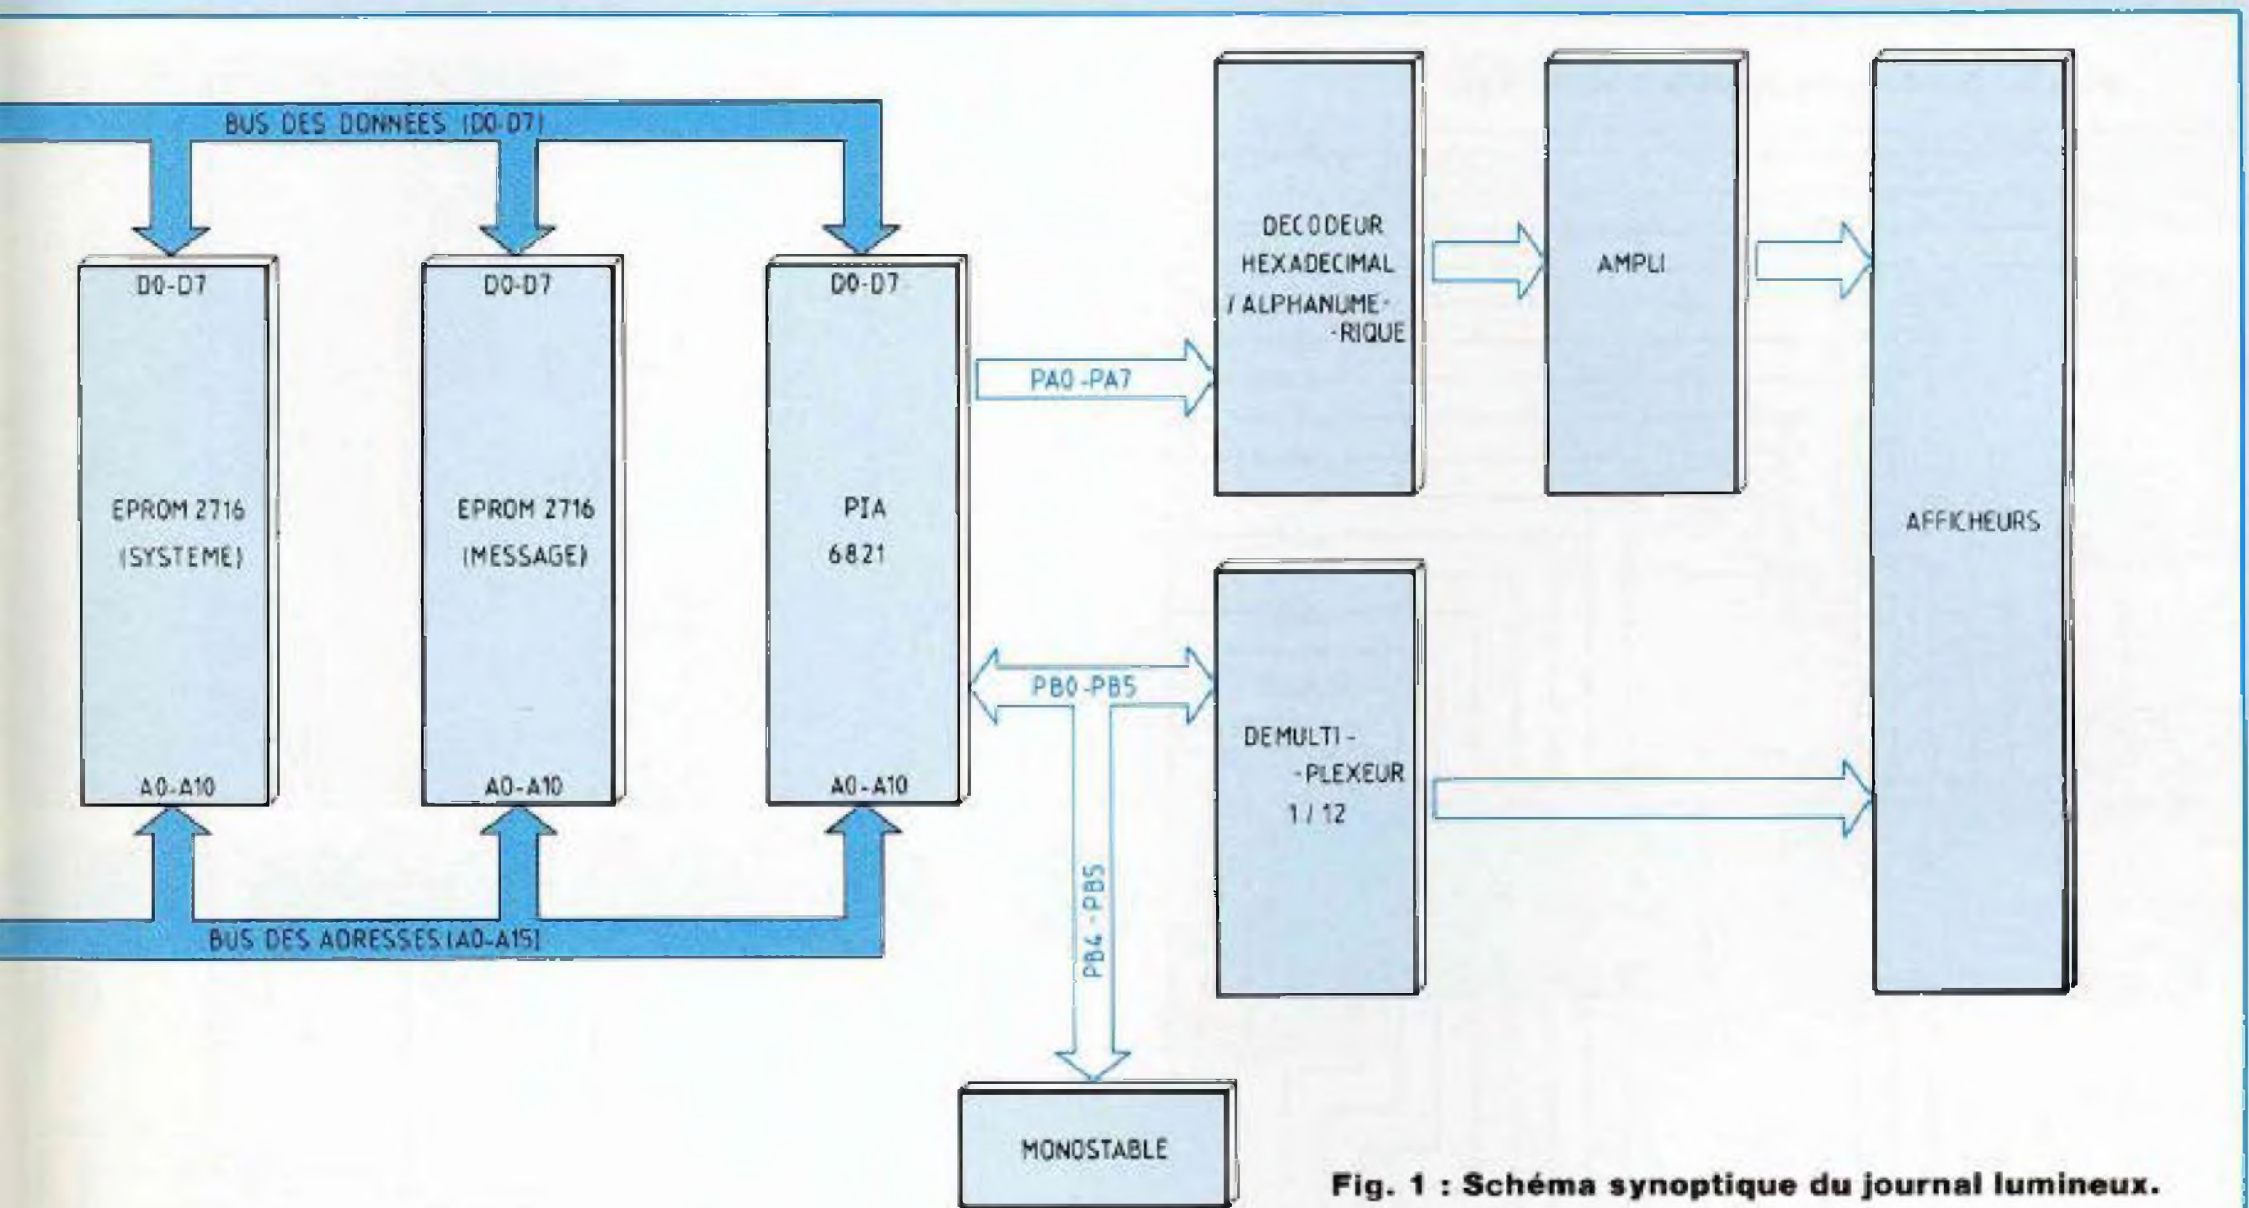 BUS DES DONNEES (D0-D7)
D0-D7
EPROM 2716
(SYSTEME)
A0-A10
D0-D7
EPROM 2716
(MESSAGE)
A0-A10
D0-D7
PIA
6821
A0-A10
BUS DES ADRESSES (A0-A15)
PA0-PA7
PB0-PB5
PB4-PB5
DECODEUR
HEXADECIMAL
/ ALPHANUME-
-RIQUE
AMPLI
AFFICHEURS
DEMULTI-
-PLEXEUR
1/12
MONOSTABLE
Fig. 1 : Schéma synoptique du journal lumineux.